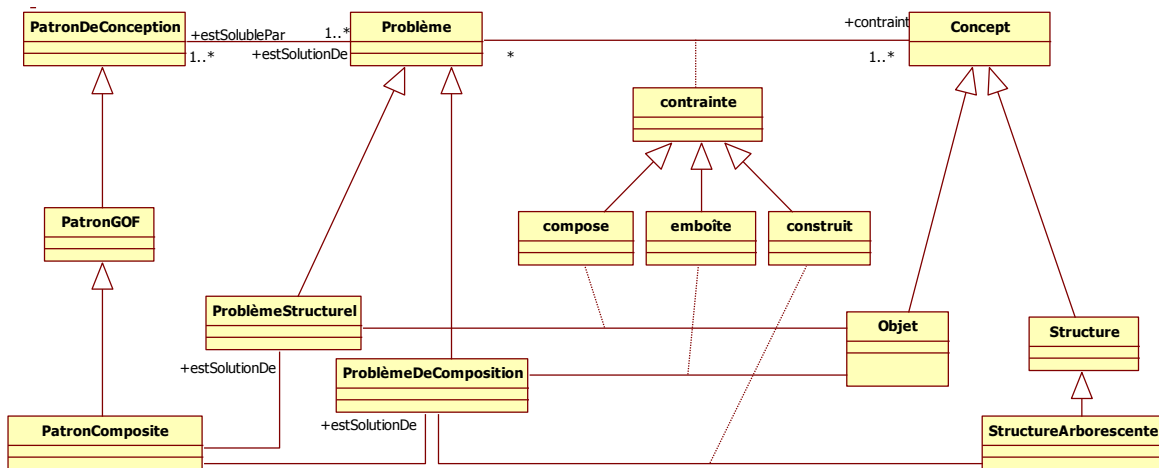 PatronDeConception
+estSolublePar
1..*
Problème
+contraint
Concept
1..*
+estSolutionDe
*
1..*
contrainte
PatronGOF
compose
emboîte
construit
ProblèmeStructurel
Objet
Structure
+estSolutionDe
ProblèmeDeComposition
+estSolutionDe
PatronComposite
StructureArborescente